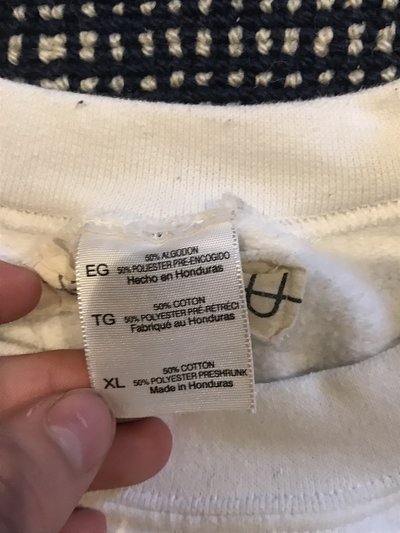 50% ALGODON
EG 50% POLIESTER PRE-ENCOGIDO
Hecho en Honduras
50% COTON
TG 50% POLYESTER PRÉ-RÉTRÉCI
Fabriqué au Honduras
50% COTTON
XL 50% POLYESTER PRESHRUNK
Made in Honduras